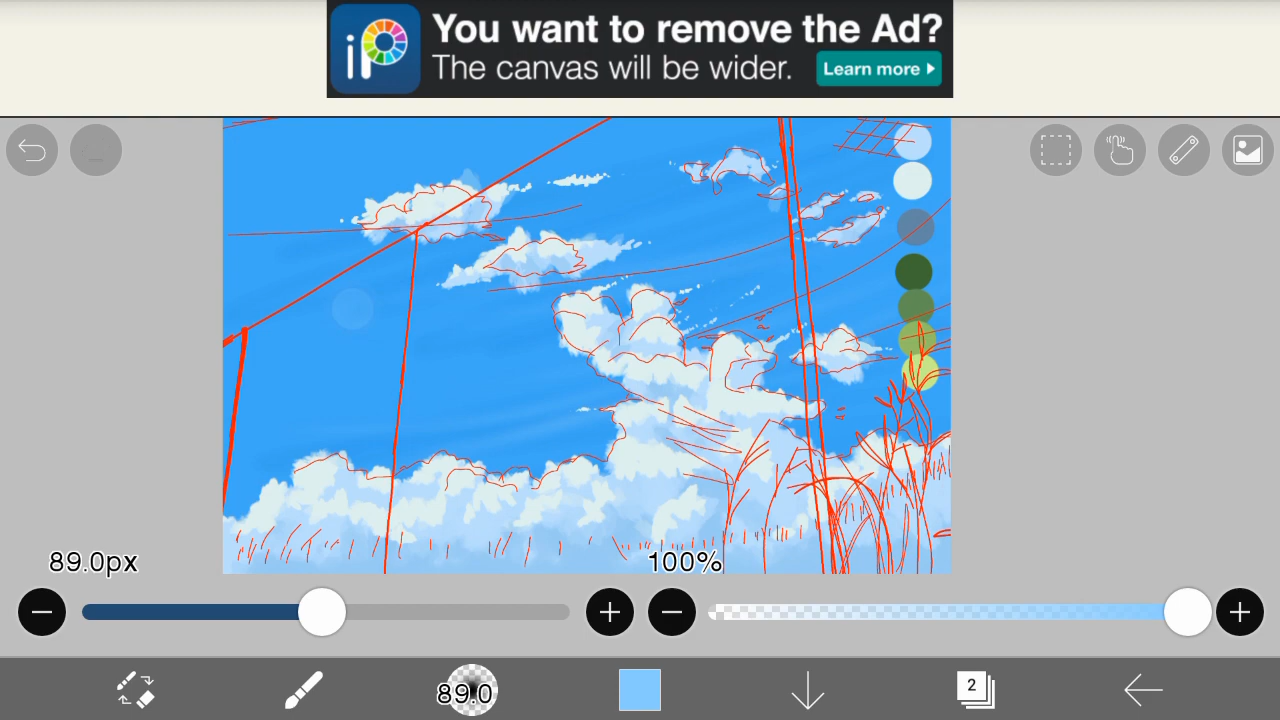 iP
You want to remove the Ad?
The canvas will be wider.
Learn more
89.0px
100%
89.0
2